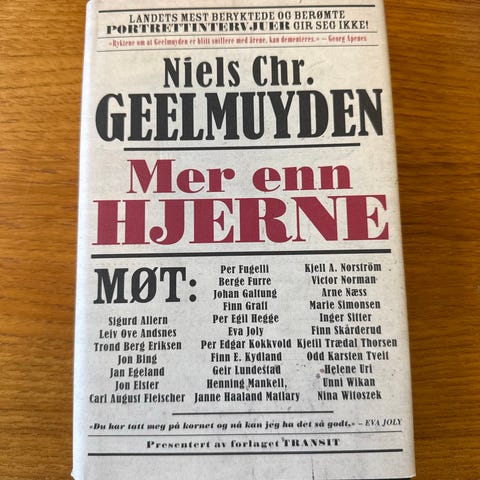 LANDETS MEST BERYKTEDE OG BERØMTE
PORTRETTINTERVJUER GIR SEG IKKE!
«Ryktene om at Geelmuyden er blitt snillere med årene, kan dementeres.» — Georg Apenes
Niels Chr.
GEELMUYDEN
Mer enn
HJERNE
MØT:
Sigurd Allern
Leiv Ove Andsnes
Trond Berg Eriksen
Jon Bing
Jan Egeland
Jon Elster
Carl August Fleischer
Per Fugelli
Berge Furre
Johan Galtung
Finn Graff
Per Egil Hegge
Eva Joly
Per Edgar Kokkvold
Finn E. Kydland
Geir Lundestad
Henning Mankell,
Janne Haaland Matlary
Kjell A. Norström
Victor Norman
Arne Næss
Marie Simonsen
Inger Sitter
Finn Skårderud
Kjetil Trædal Thorsen
Odd Karsten Tveit
Helene Uri
Unni Wikan
Nina Witoszek
«Du har tatt meg på kornet og nå kan jeg ha det så godt.» – EVA JOLY
Presentert av forlaget TRANSIT